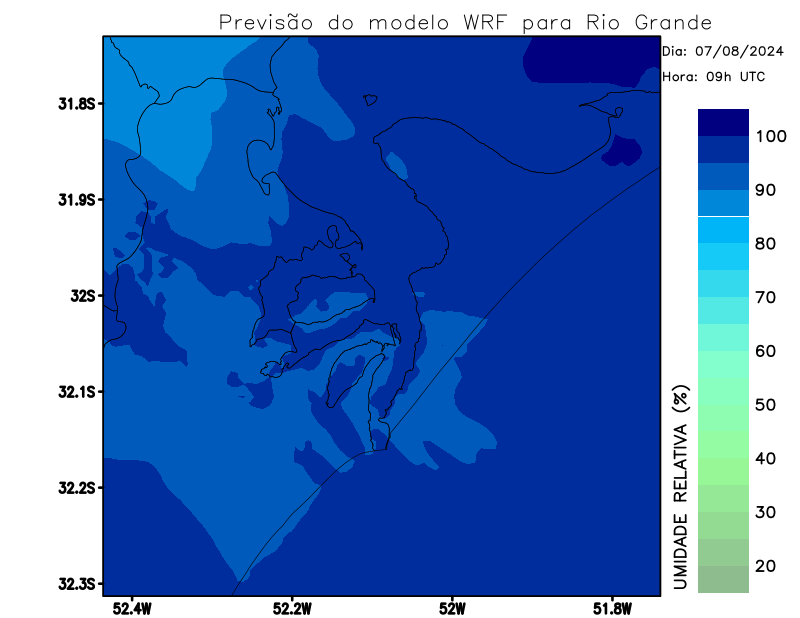 Previsão do modelo WRF para Rio Grande
Dia: 07/08/2024
Hora: 09h UTC
31.8S
31.9S
32S
32.1S
32.2S
32.3S
52.4W
52.2W
52W
51.8W
100
90
80
70
60
50
40
30
20
UMIDADE RELATIVA (%)